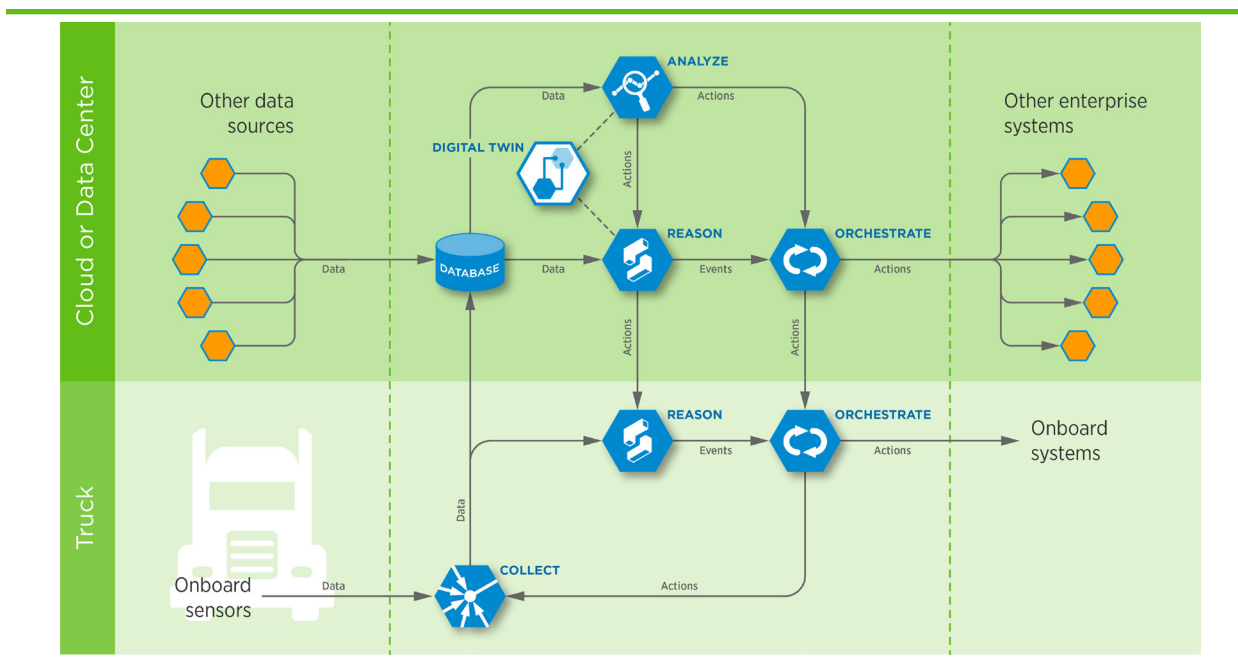 Cloud or Data Center
Other data
sources
Data
DATABASE
Data
ANALYZE
Actions
DIGITAL TWIN
Actions
Data
REASON
Events
ORCHESTRATE
Actions
Other enterprise
systems
Actions
Actions
Truck
Onboard
sensors
Data
COLLECT
Data
REASON
Events
ORCHESTRATE
Actions
Onboard
systems
Actions